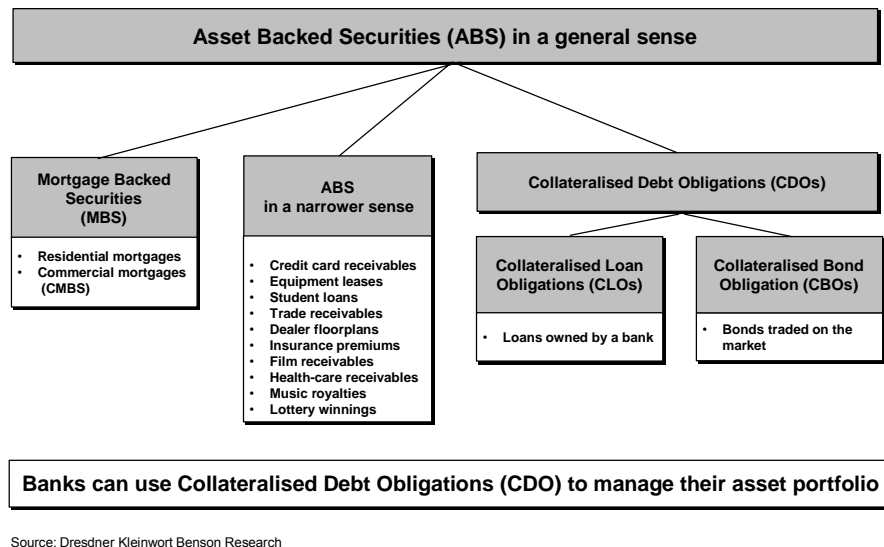 Asset Backed Securities (ABS) in a general sense
Mortgage Backed
Securities
(MBS)
• Residential mortgages
• Commercial mortgages
(CMBS)
ABS
in a narrower sense
• Credit card receivables
• Equipment leases
• Student loans
• Trade receivables
• Dealer floorplans
• Insurance premiums
• Film receivables
• Health-care receivables
• Music royalties
• Lottery winnings
Collateralised Debt Obligations (CDOs)
Collateralised Loan
Obligations (CLOs)
• Loans owned by a bank
Collateralised Bond
Obligation (CBOs)
• Bonds traded on the
market
Banks can use Collateralised Debt Obligations (CDO) to manage their asset portfolio
Source: Dresdner Kleinwort Benson Research